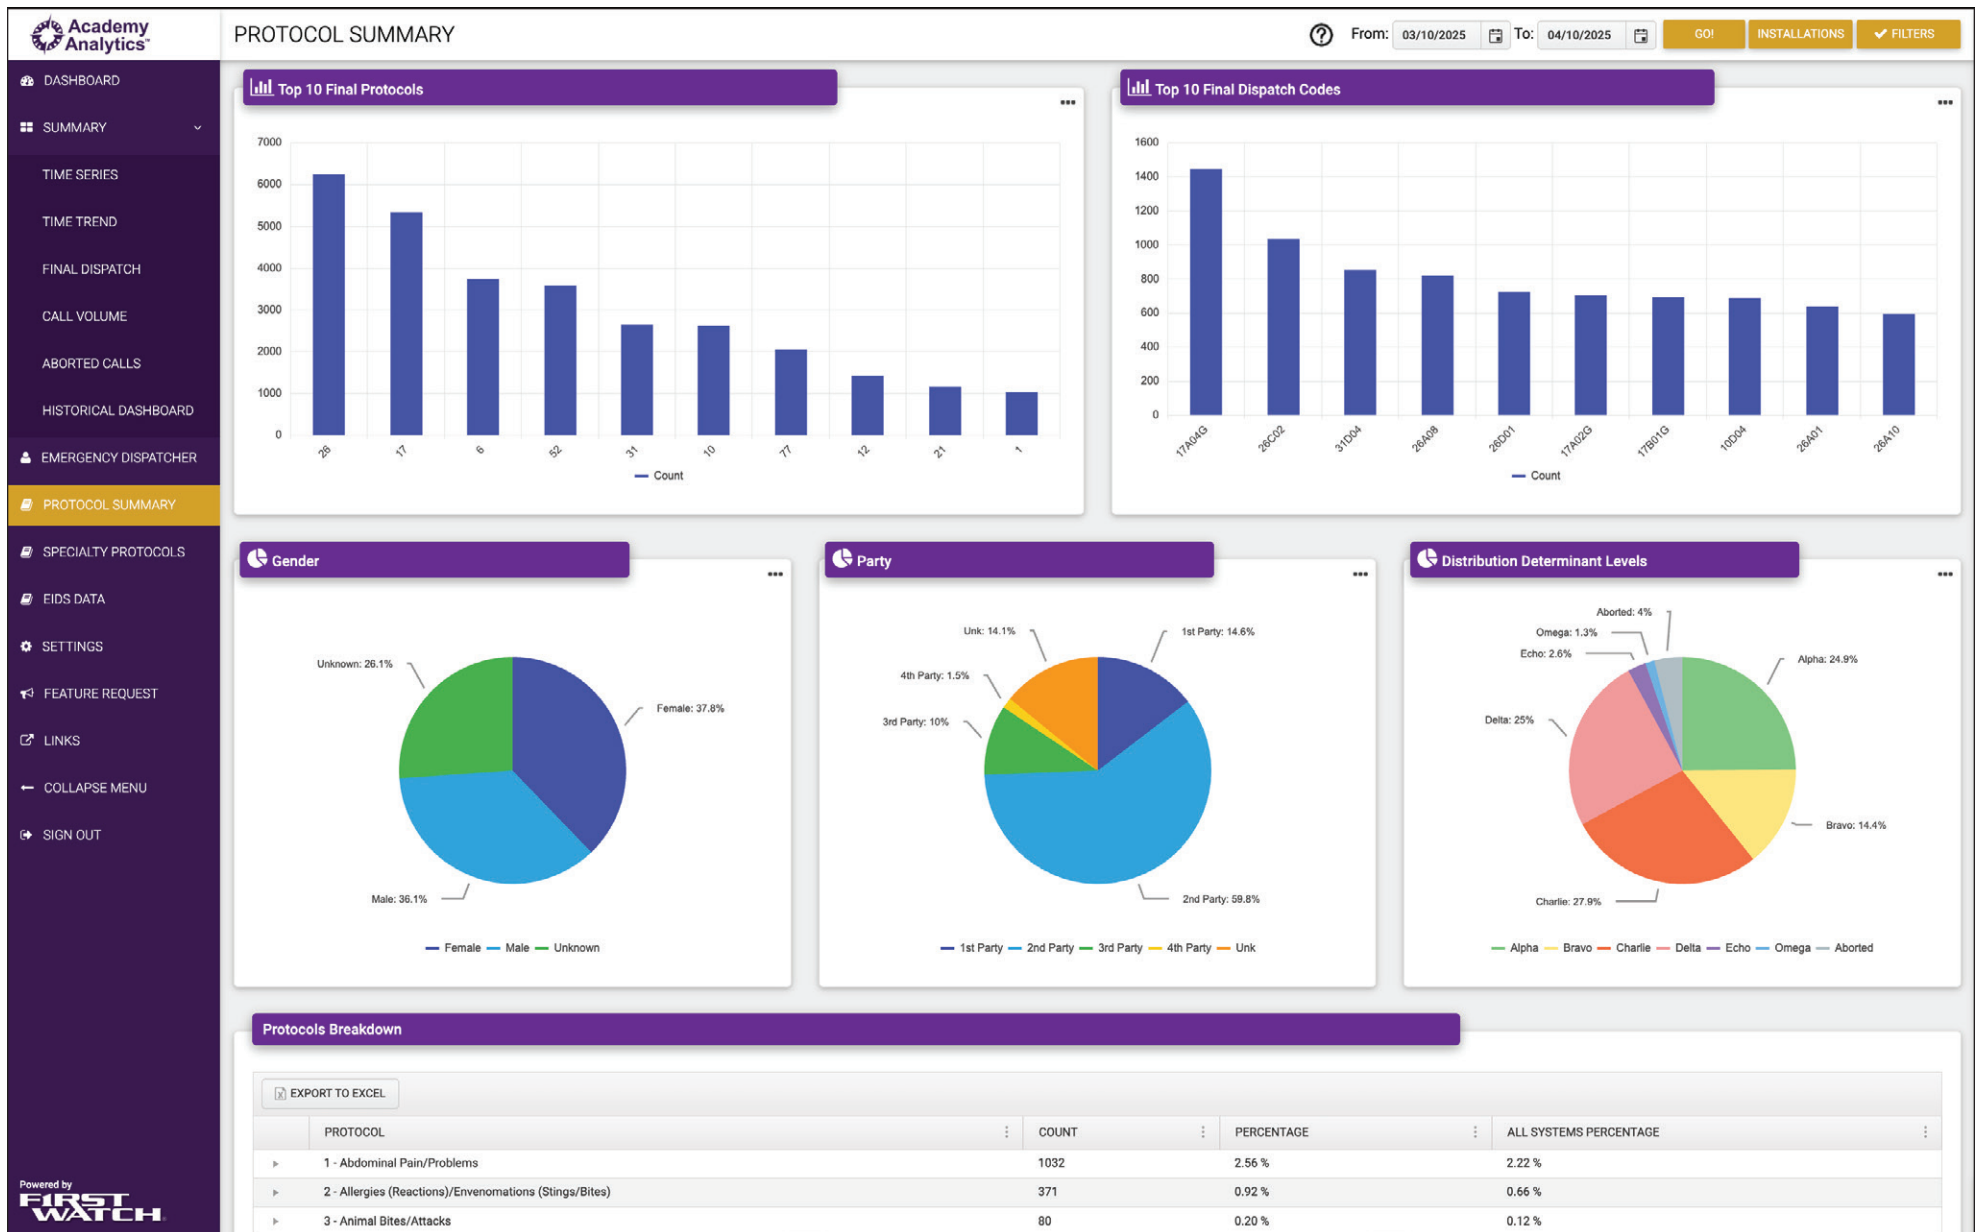 Academy
Analytics™
PROTOCOL SUMMARY
From: 03/10/2025 To: 04/10/2025 GO! INSTALLATIONS FILTERS
DASHBOARD
SUMMARY
TIME SERIES
TIME TREND
FINAL DISPATCH
CALL VOLUME
ABORTED CALLS
HISTORICAL DASHBOARD
EMERGENCY DISPATCHER
PROTOCOL SUMMARY
SPECIALTY PROTOCOLS
EIDS DATA
SETTINGS
FEATURE REQUEST
LINKS
COLLAPSE MENU
SIGN OUT
Powered by
FIRST
WATCH
Top 10 Final Protocols
7000
6000
5000
4000
3000
2000
1000
0
26 17 6 52 31 10 77 12 21 1
Count
Top 10 Final Dispatch Codes
1600
1400
1200
1000
800
600
400
200
0
17A04G 26C02 31D04 26A08 26D01 17A02G 17B01G 10D04 26A01 26A10
Count
Gender
Unknown: 26.1%
Female: 37.8%
Male: 36.1%
Female Male Unknown
Party
Unk: 14.1%
1st Party: 14.6%
4th Party: 1.5%
3rd Party: 10%
2nd Party: 59.8%
1st Party 2nd Party 3rd Party 4th Party Unk
Distribution Determinant Levels
Aborted: 4%
Omega: 1.3%
Echo: 2.6%
Alpha: 24.9%
Delta: 25%
Bravo: 14.4%
Charlie: 27.9%
Alpha Bravo Charlie Delta Echo Omega Aborted
Protocols Breakdown
EXPORT TO EXCEL
PROTOCOL COUNT PERCENTAGE ALL SYSTEMS PERCENTAGE
1 - Abdominal Pain/Problems 1032 2.56 % 2.22 %
2 - Allergies (Reactions)/Envenomations (Stings/Bites) 371 0.92 % 0.66 %
3 - Animal Bites/Attacks 80 0.20 % 0.12 %